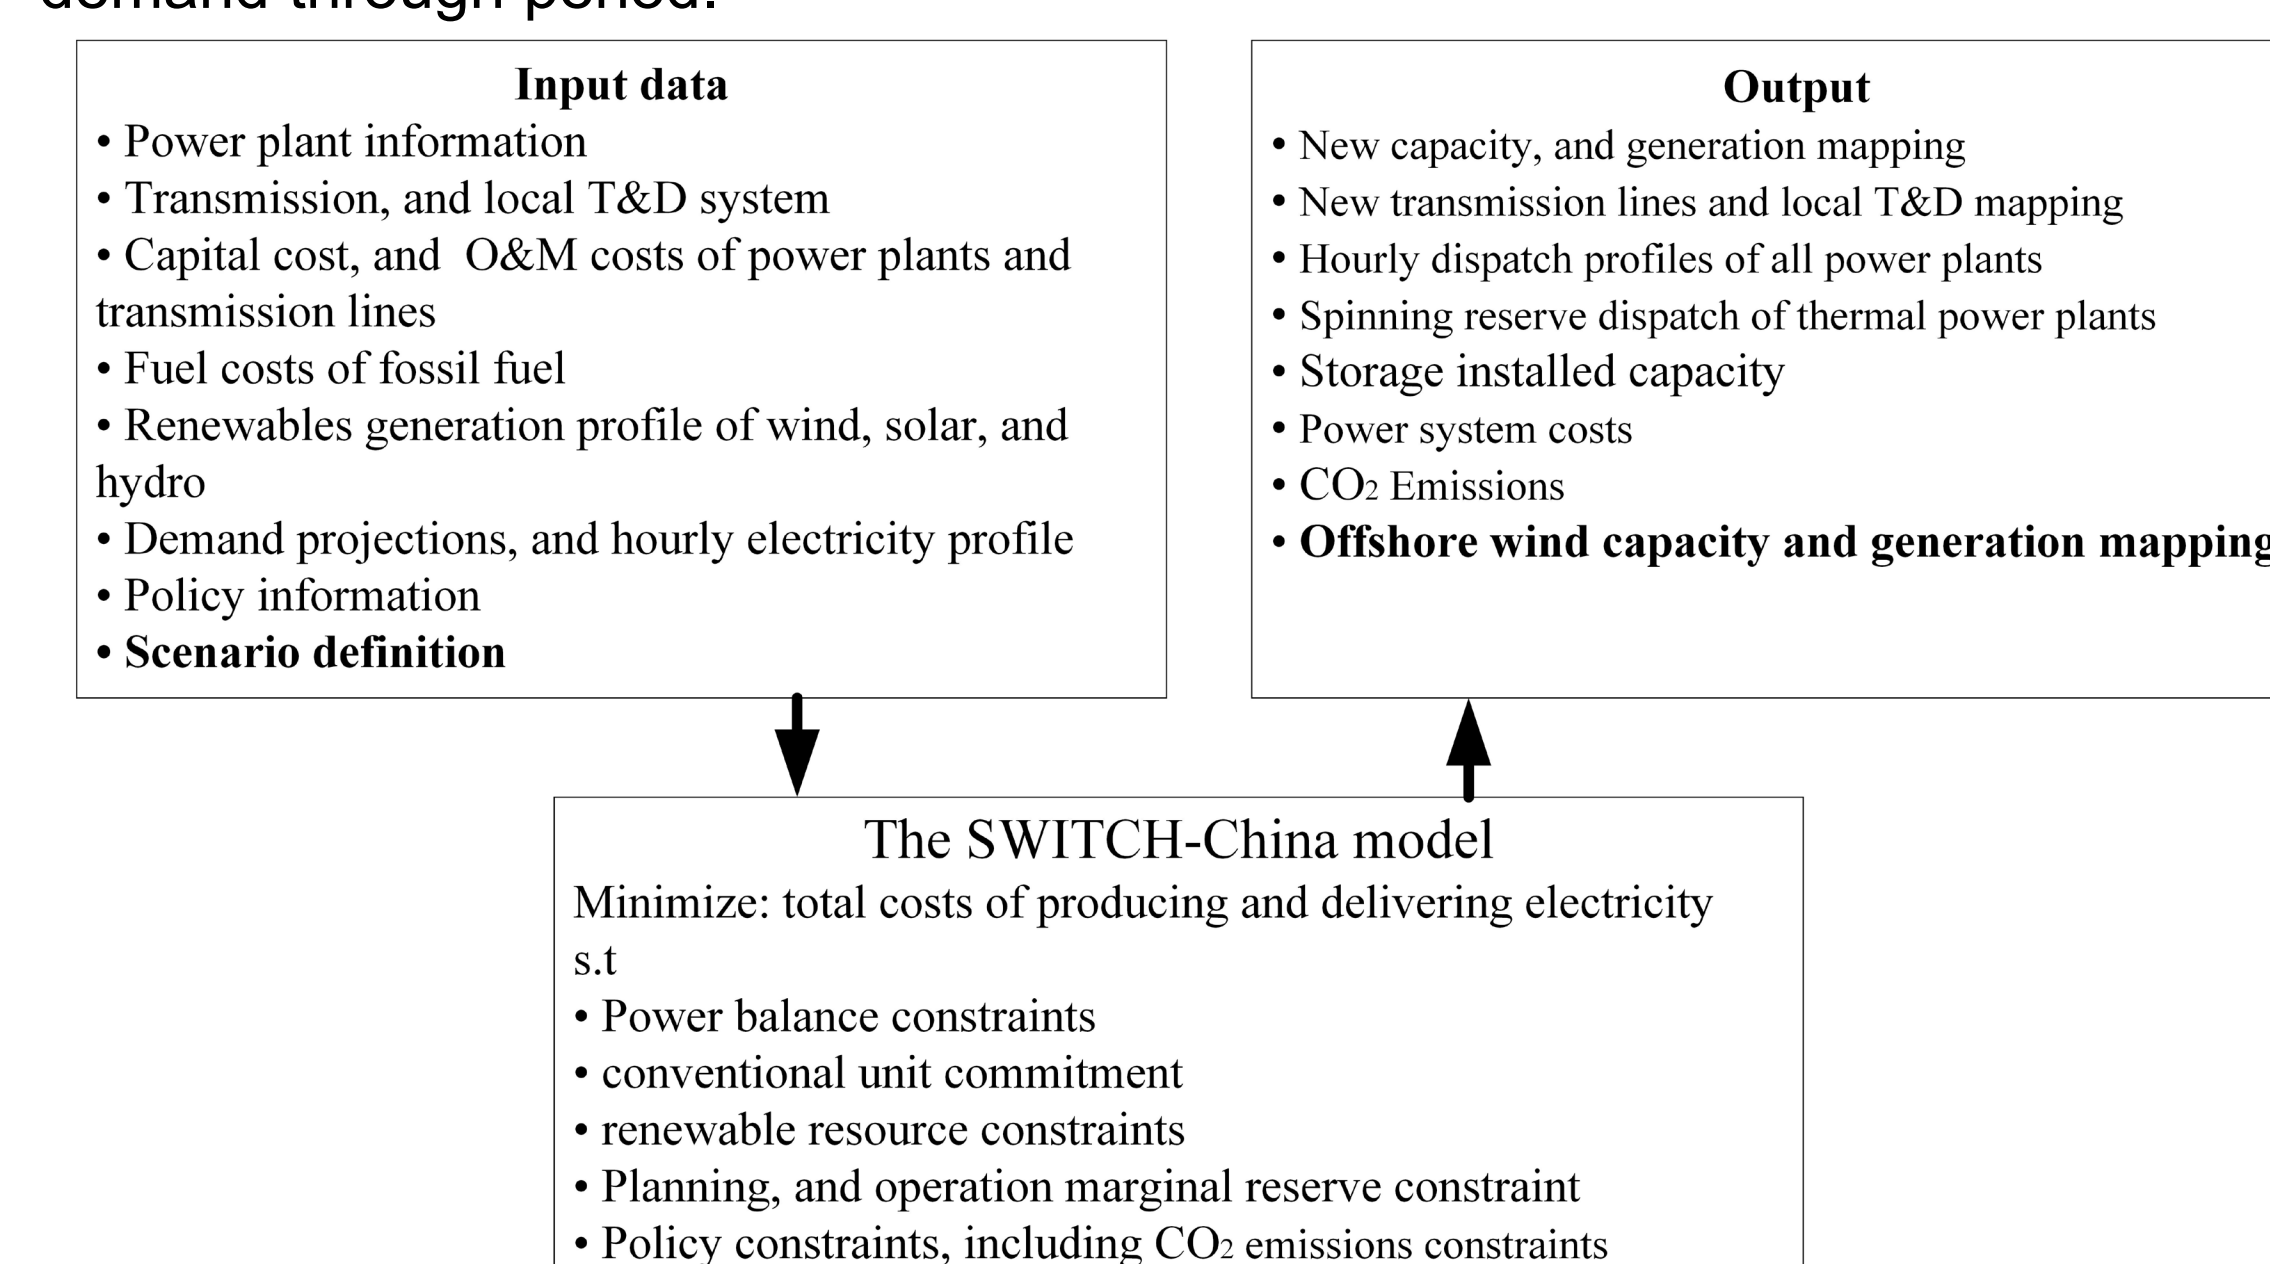 demand through period.
Input data
• Power plant information
• Transmission, and local T&D system
• Capital cost, and  O&M costs of power plants and
transmission lines
• Fuel costs of fossil fuel
• Renewables generation profile of wind, solar, and
hydro
• Demand projections, and hourly electricity profile
• Policy information
• Scenario definition
Output
• New capacity, and generation mapping
• New transmission lines and local T&D mapping
• Hourly dispatch profiles of all power plants
• Spinning reserve dispatch of thermal power plants
• Storage installed capacity
• Power system costs
• CO2 Emissions
• Offshore wind capacity and generation mapping
The SWITCH-China model
Minimize: total costs of producing and delivering electricity
s.t
• Power balance constraints
• conventional unit commitment
• renewable resource constraints
• Planning, and operation marginal reserve constraint
• Policy constraints, including CO2 emissions constraints